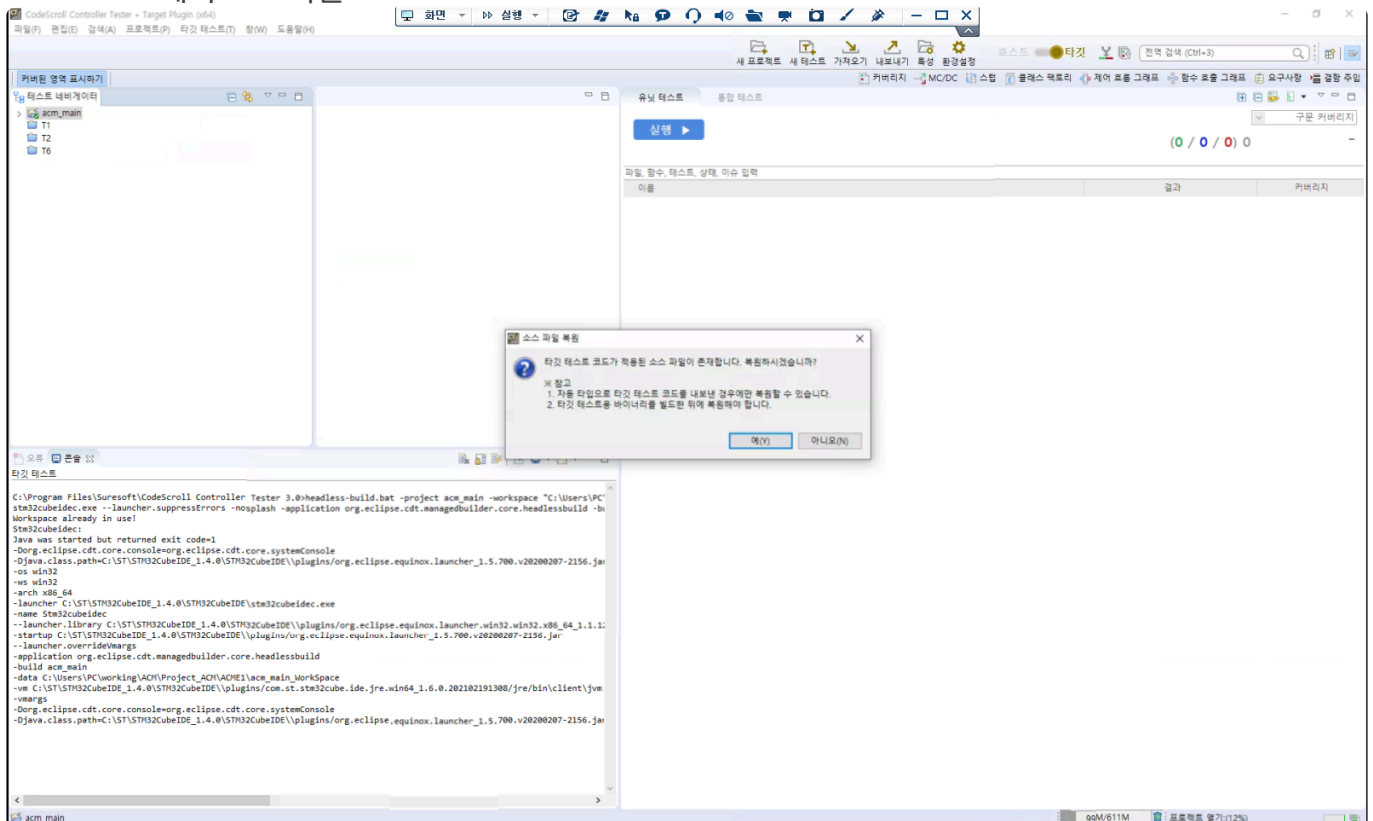 CodeScroll Controller Tester + Target Plugin (x64)
화면 실행
파일(F) 편집(E) 검색(A) 프로젝트(P) 타깃 테스트(T) 창(W) 도움말(H)
새 프로젝트 새 테스트 가져오기 내보내기 특성 환경설정
호스트 타깃 전역 검색 (Ctrl+3)
커버된 영역 표시하기
커버리지 MC/DC 스텁 클래스 팩토리 제어 흐름 그래프 함수 호출 그래프 요구사항 결함 주입
테스트 네비게이터
유닛 테스트 통합 테스트
acm_main
T1
T2
T6
구문 커버리지
실행
(0 / 0 / 0) 0
파일, 함수, 테스트, 상태, 이슈 입력
이름 결과 커버리지
소스 파일 복원
타깃 테스트 코드가 적용된 소스 파일이 존재합니다. 복원하시겠습니까?
※ 참고
1. 자동 타입으로 타깃 테스트 코드를 내보낸 경우에만 복원할 수 있습니다.
2. 타깃 테스트용 바이너리를 빌드한 뒤에 복원해야 합니다.
예(Y) 아니오(N)
오류 콘솔
타깃 테스트
C:\Program Files\Suresoft\CodeScroll Controller Tester 3.0>headless-build.bat -project acm_main -workspace "C:\Users\PC"
stm32cubeidec.exe --launcher.suppressErrors -nosplash -application org.eclipse.cdt.managedbuilder.core.headlessbuild -bu
Workspace already in use!
Stm32cubeidec:
Java was started but returned exit code=1
-Dorg.eclipse.cdt.core.console=org.eclipse.cdt.core.systemConsole
-Djava.class.path=C:\ST\STM32CubeIDE_1.4.0\STM32CubeIDE\\plugins/org.eclipse.equinox.launcher_1.5.700.v20200207-2156.jar
-os win32
-ws win32
-arch x86_64
-launcher C:\ST\STM32CubeIDE_1.4.0\STM32CubeIDE\stm32cubeidec.exe
-name Stm32cubeidec
--launcher.library C:\ST\STM32CubeIDE_1.4.0\STM32CubeIDE\\plugins/org.eclipse.equinox.launcher.win32.win32.x86_64_1.1.12
-startup C:\ST\STM32CubeIDE_1.4.0\STM32CubeIDE\\plugins/org.eclipse.equinox.launcher_1.5.700.v20200207-2156.jar
--launcher.overrideVmargs
-application org.eclipse.cdt.managedbuilder.core.headlessbuild
-build acm_main
-data C:\Users\PC\working\ACM\Project_ACM\ACME1\acm_main_WorkSpace
-vm C:\ST\STM32CubeIDE_1.4.0\STM32CubeIDE\\plugins/com.st.stm32cube.ide.jre.win64_1.6.0.202102191308/jre/bin\client\jvm.
-vmargs
-Dorg.eclipse.cdt.core.console=org.eclipse.cdt.core.systemConsole
-Djava.class.path=C:\ST\STM32CubeIDE_1.4.0\STM32CubeIDE\\plugins/org.eclipse.equinox.launcher_1.5.700.v20200207-2156.jar
acm_main
99M/611M 프로젝트 열기:(12%)